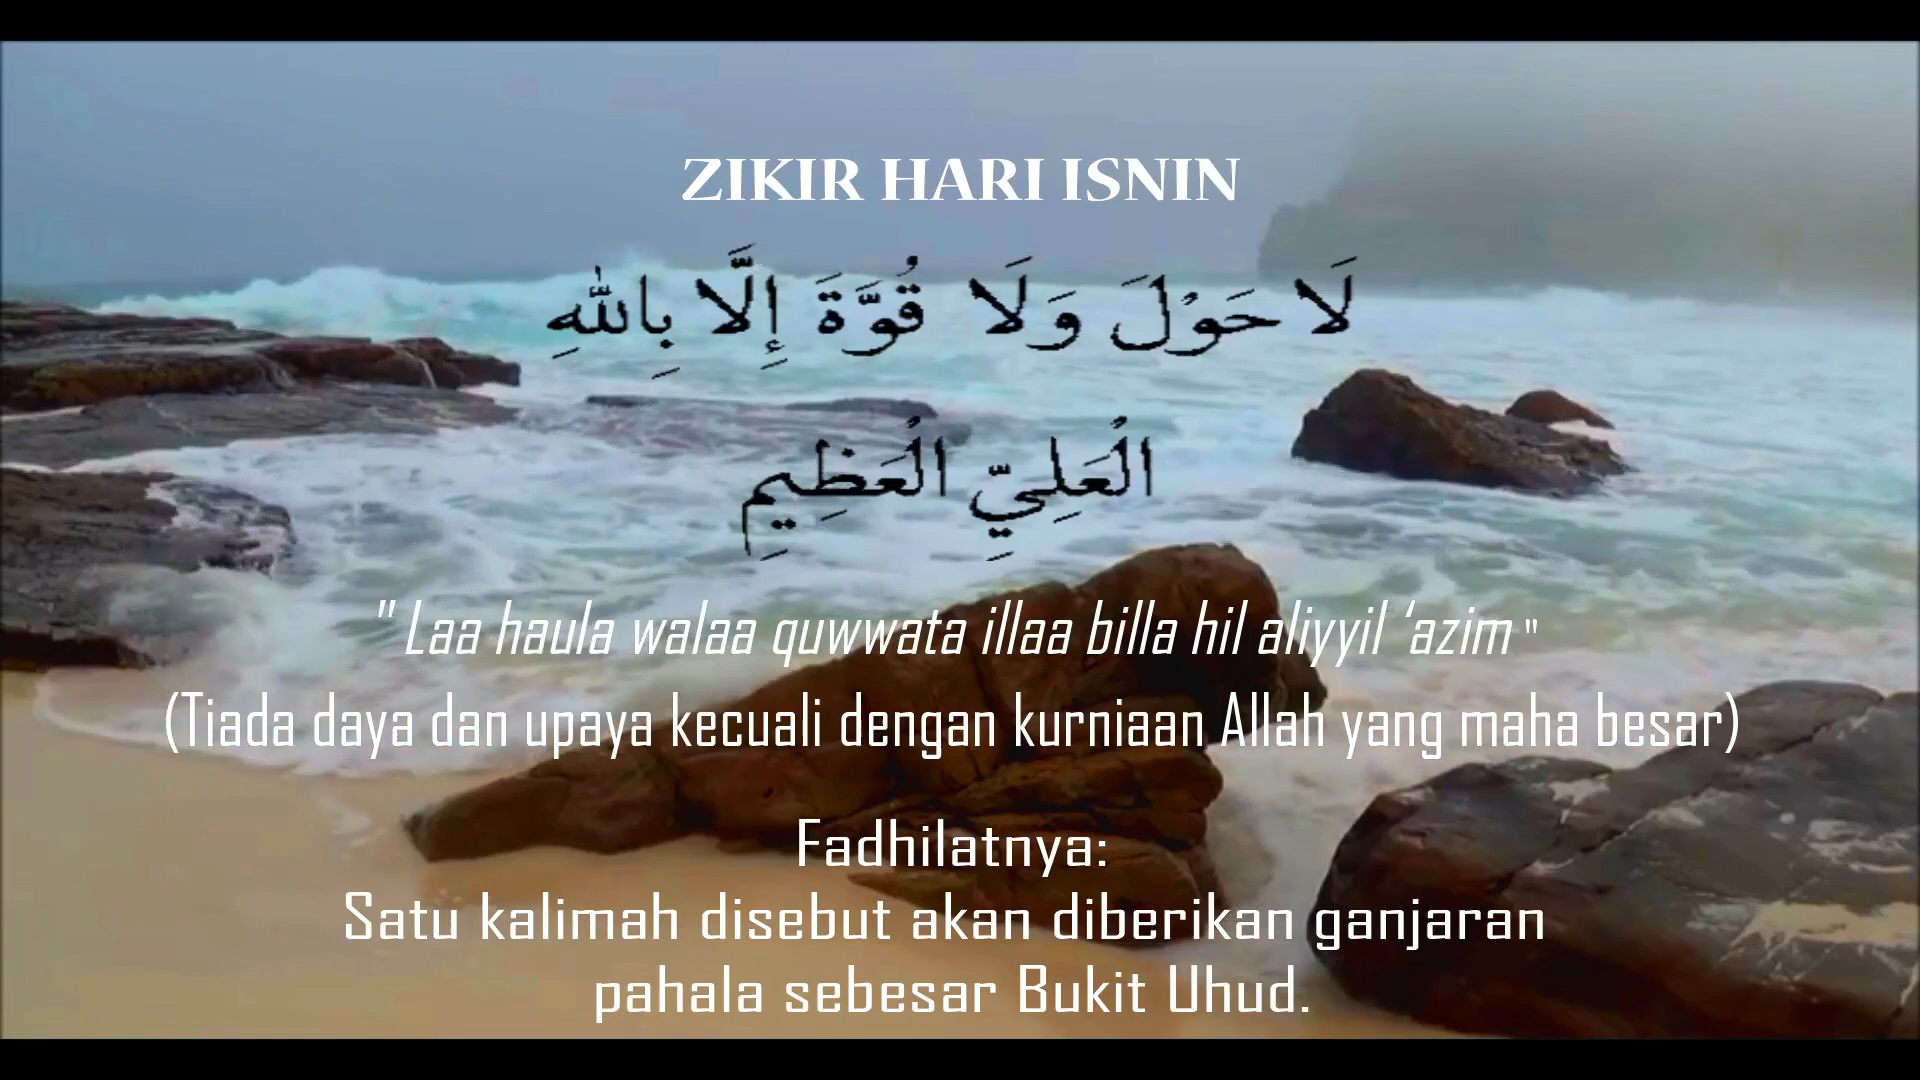 ZIKIR HARI ISNIN
لَا حَوْلَ وَلَا قُوَّةَ إِلَّا بِاللّٰهِ
الْعَلِيِّ الْعَظِيمِ
" Laa haula walaa quwwata illaa billa hil aliyyil ‘azim "
(Tiada daya dan upaya kecuali dengan kurniaan Allah yang maha besar)
Fadhilatnya:
Satu kalimah disebut akan diberikan ganjaran
pahala sebesar Bukit Uhud.